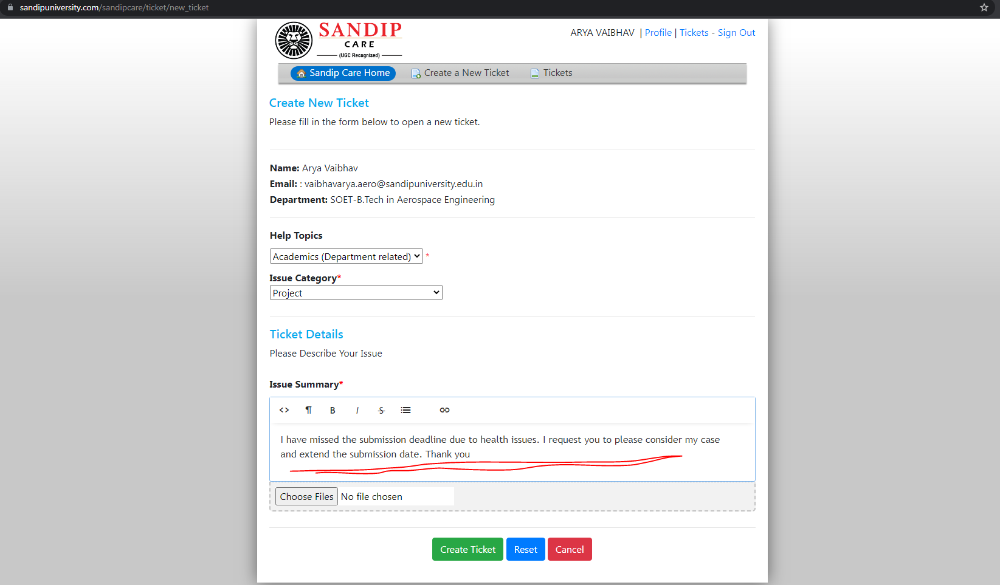 sandipuniversity.com/sandipcare/ticket/new_ticket
SANDIP
CARE
(UGC Recognised)
ARYA VAIBHAV | Profile | Tickets - Sign Out
Sandip Care Home Create a New Ticket Tickets
Create New Ticket
Please fill in the form below to open a new ticket.
Name: Arya Vaibhav
Email: : vaibhavarya.aero@sandipuniversity.edu.in
Department: SOET-B.Tech in Aerospace Engineering
Help Topics
Academics (Department related) *
Issue Category*
Project
Ticket Details
Please Describe Your Issue
Issue Summary*
<> ¶ B I S
I have missed the submission deadline due to health issues. I request you to please consider my case
and extend the submission date. Thank you
Choose Files No file chosen
Create Ticket Reset Cancel